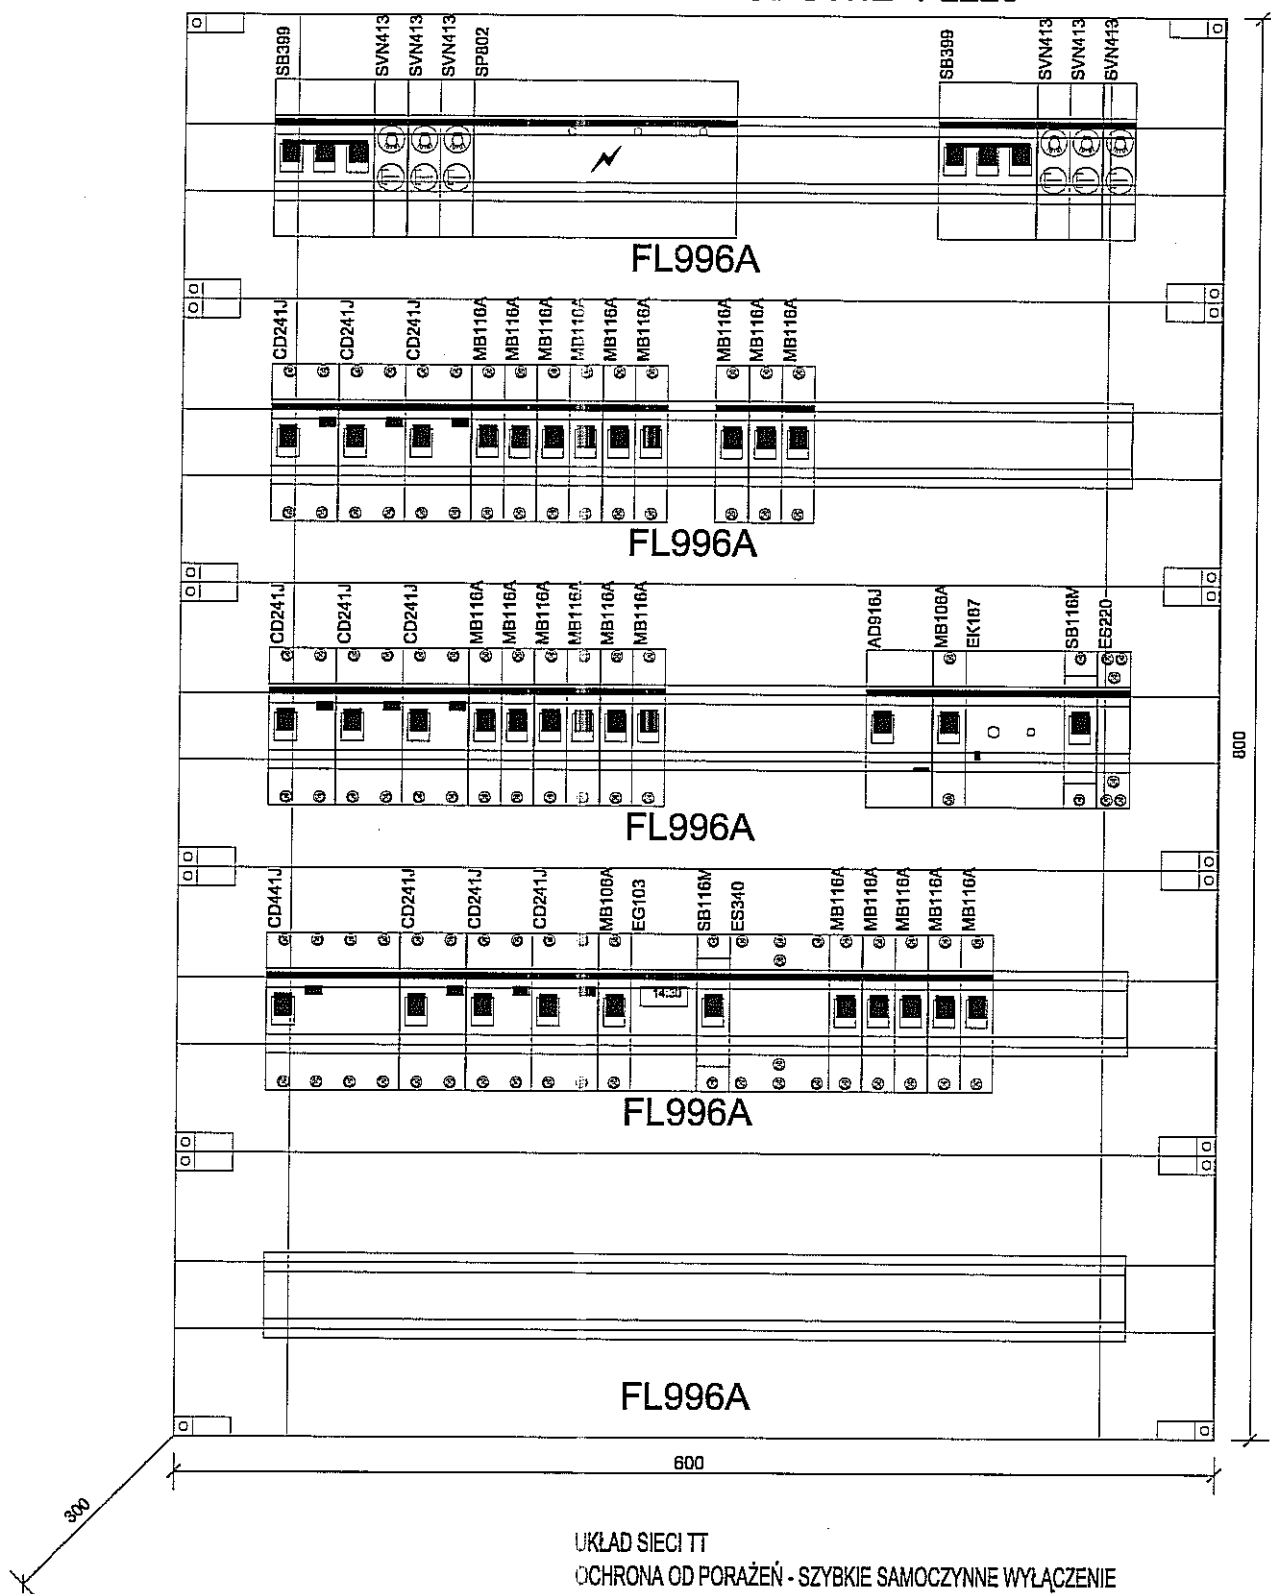 SB399 SVN413 SVN413 SVN413 SP802 SB399 SVN413 SVN413 SVN413
FL996A
CD241J CD241J CD241J MB116A MB116A MB116A MB116A MB116A MB116A MB116A MB116A MB116A
FL996A
CD241J CD241J CD241J MB116A MB116A MB116A MB116A MB116A MB116A AD916J MB106A EK187 SB116M ES220
800
FL996A
CD441J CD241J CD241J CD241J MB106A EG103 SB116M ES340 MB116A MB116A MB116A MB116A MB116A
14:30
FL996A
FL996A
600
300
UKŁAD SIECI TT
OCHRONA OD PORAŻEŃ - SZYBKIE SAMOCZYNNE WYŁĄCZENIE